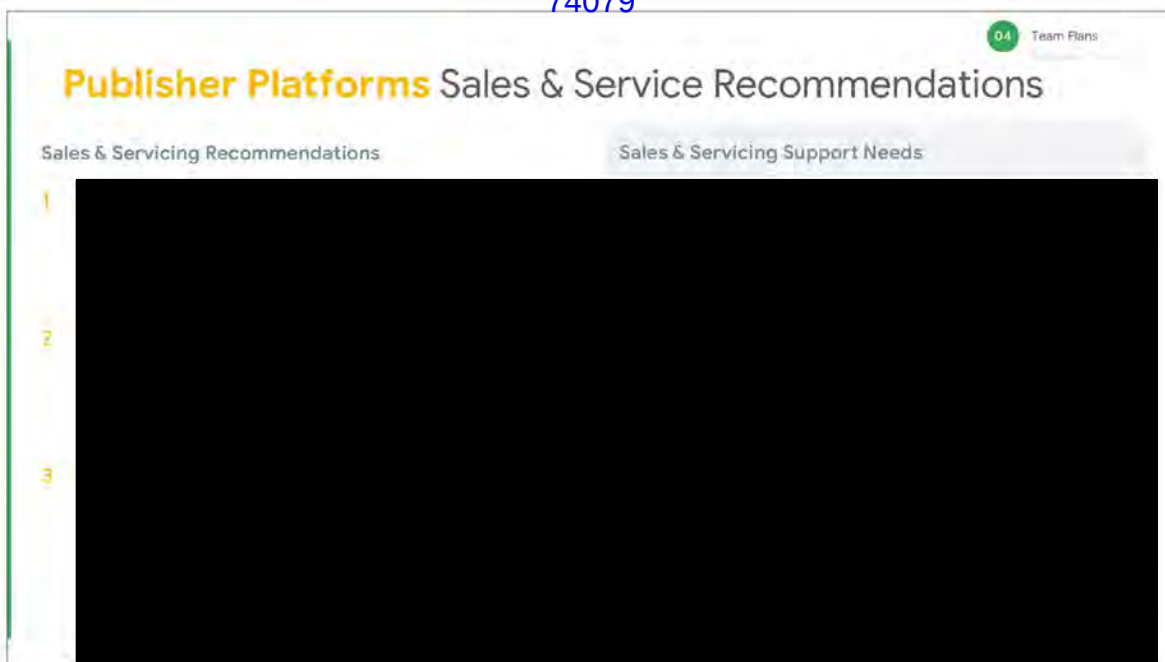 74079
04 Team Plans
Publisher Platforms Sales & Service Recommendations
Sales & Servicing Recommendations
Sales & Servicing Support Needs
1
2
3